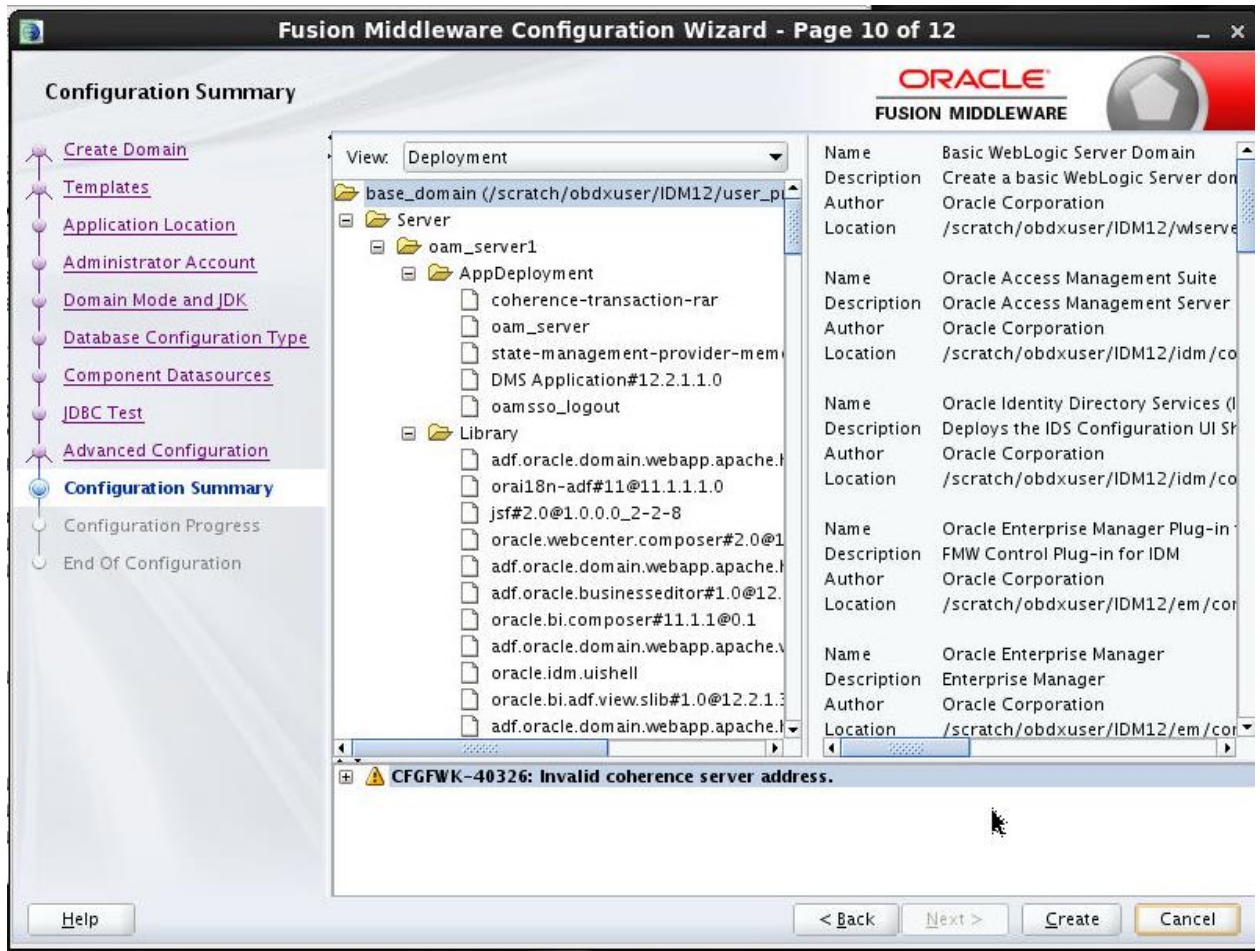 Fusion Middleware Configuration Wizard - Page 10 of 12
Configuration Summary
ORACLE
FUSION MIDDLEWARE
Create Domain
Templates
Application Location
Administrator Account
Domain Mode and JDK
Database Configuration Type
Component Datasources
JDBC Test
Advanced Configuration
Configuration Summary
Configuration Progress
End Of Configuration
View: Deployment
base_domain (/scratch/obdxuser/IDM12/user_p
Server
oam_server1
AppDeployment
coherence-transaction-rar
oam_server
state-management-provider-mem
DMS Application#12.2.1.1.0
oamsso_logout
Library
adf.oracle.domain.webapp.apache.
orai18n-adf#11@11.1.1.1.0
jsf#2.0@1.0.0.0_2-2-8
oracle.webcenter.composer#2.0@1
adf.oracle.domain.webapp.apache.
adf.oracle.businesseditor#1.0@12.
oracle.bi.composer#11.1.1@0.1
adf.oracle.domain.webapp.apache.v
oracle.idm.uishell
oracle.bi.adf.view.slib#1.0@12.2.1.
adf.oracle.domain.webapp.apache.
Name Basic WebLogic Server Domain
Description Create a basic WebLogic Server don
Author Oracle Corporation
Location /scratch/obdxuser/IDM12/wlserve
Name Oracle Access Management Suite
Description Oracle Access Management Server
Author Oracle Corporation
Location /scratch/obdxuser/IDM12/idm/co
Name Oracle Identity Directory Services (I
Description Deploys the IDS Configuration UI Sh
Author Oracle Corporation
Location /scratch/obdxuser/IDM12/idm/co
Name Oracle Enterprise Manager Plug-in
Description FMW Control Plug-in for IDM
Author Oracle Corporation
Location /scratch/obdxuser/IDM12/em/cor
Name Oracle Enterprise Manager
Description Enterprise Manager
Author Oracle Corporation
Location /scratch/obdxuser/IDM12/em/cor
CFGFWK-40326: Invalid coherence server address.
Help
< Back
Next >
Create
Cancel